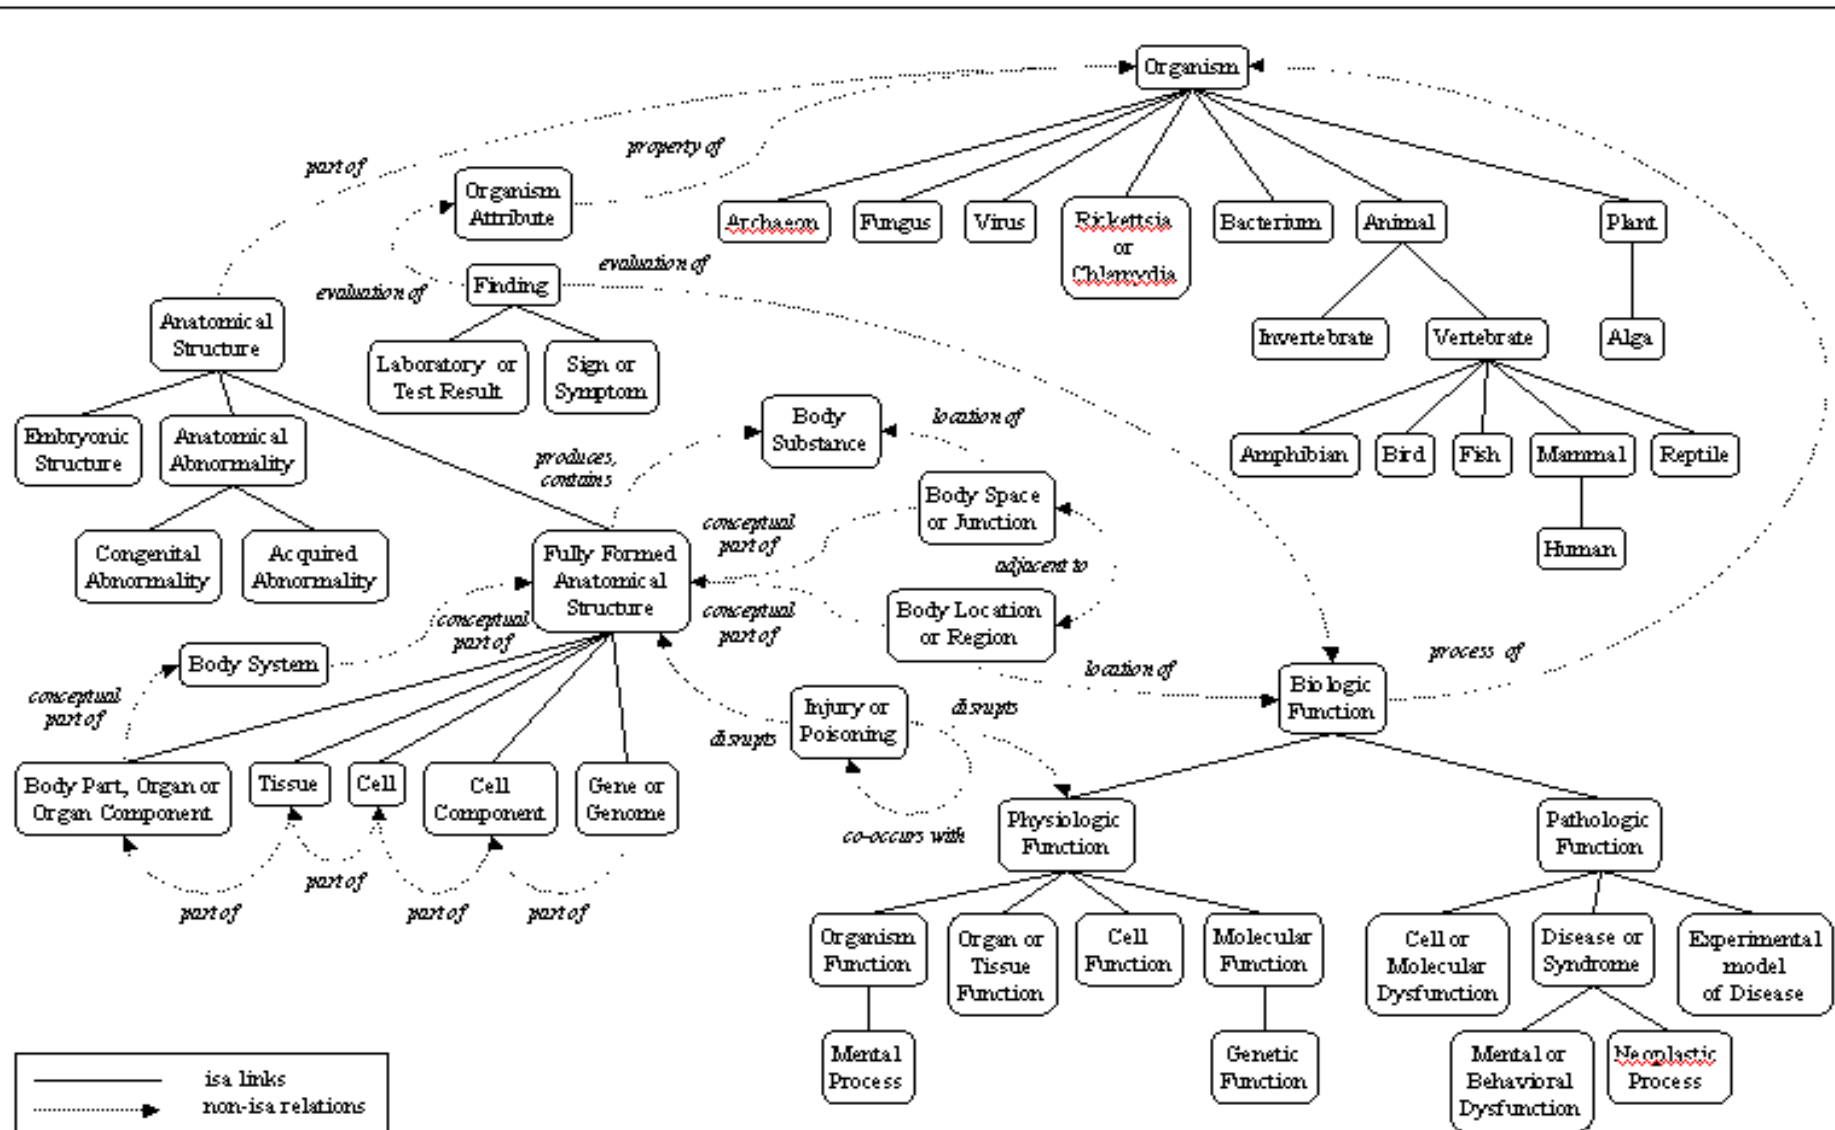 Organism
part of
property of
Organism
Attribute
Archaeon
Fungus
Virus
Rickettsia
or
Chlamydia
Bacterium
Animal
Plant
evaluation of
Finding
evaluation of
Anatomical
Structure
Laboratory or
Test Result
Sign or
Symptom
Invertebrate
Vertebrate
Alga
Embryonic
Structure
Anatomical
Abnormality
Body
Substance
location of
Amphibian
Bird
Fish
Mammal
Reptile
produces,
contains
Body Space
or Junction
conceptual
part of
Human
Congenital
Abnormality
Acquired
Abnormality
Fully Formed
Anatomical
Structure
adjacent to
conceptual
part of
conceptual
part of
Body Location
or Region
Body System
conceptual
part of
location of
process of
Biologic
Function
Injury or
Poisoning
disrupts
disrupts
Body Part, Organ or
Organ Component
Tissue
Cell
Cell
Component
Gene or
Genome
co-occurs with
Physiologic
Function
Pathologic
Function
part of
part of
part of
part of
Organism
Function
Organ or
Tissue
Function
Cell
Function
Molecular
Function
Cell or
Molecular
Dysfunction
Disease or
Syndrome
Experimental
model
of Disease
Mental
Process
Genetic
Function
Mental or
Behavioral
Dysfunction
Neoplastic
Process
isa links
non-isa relations